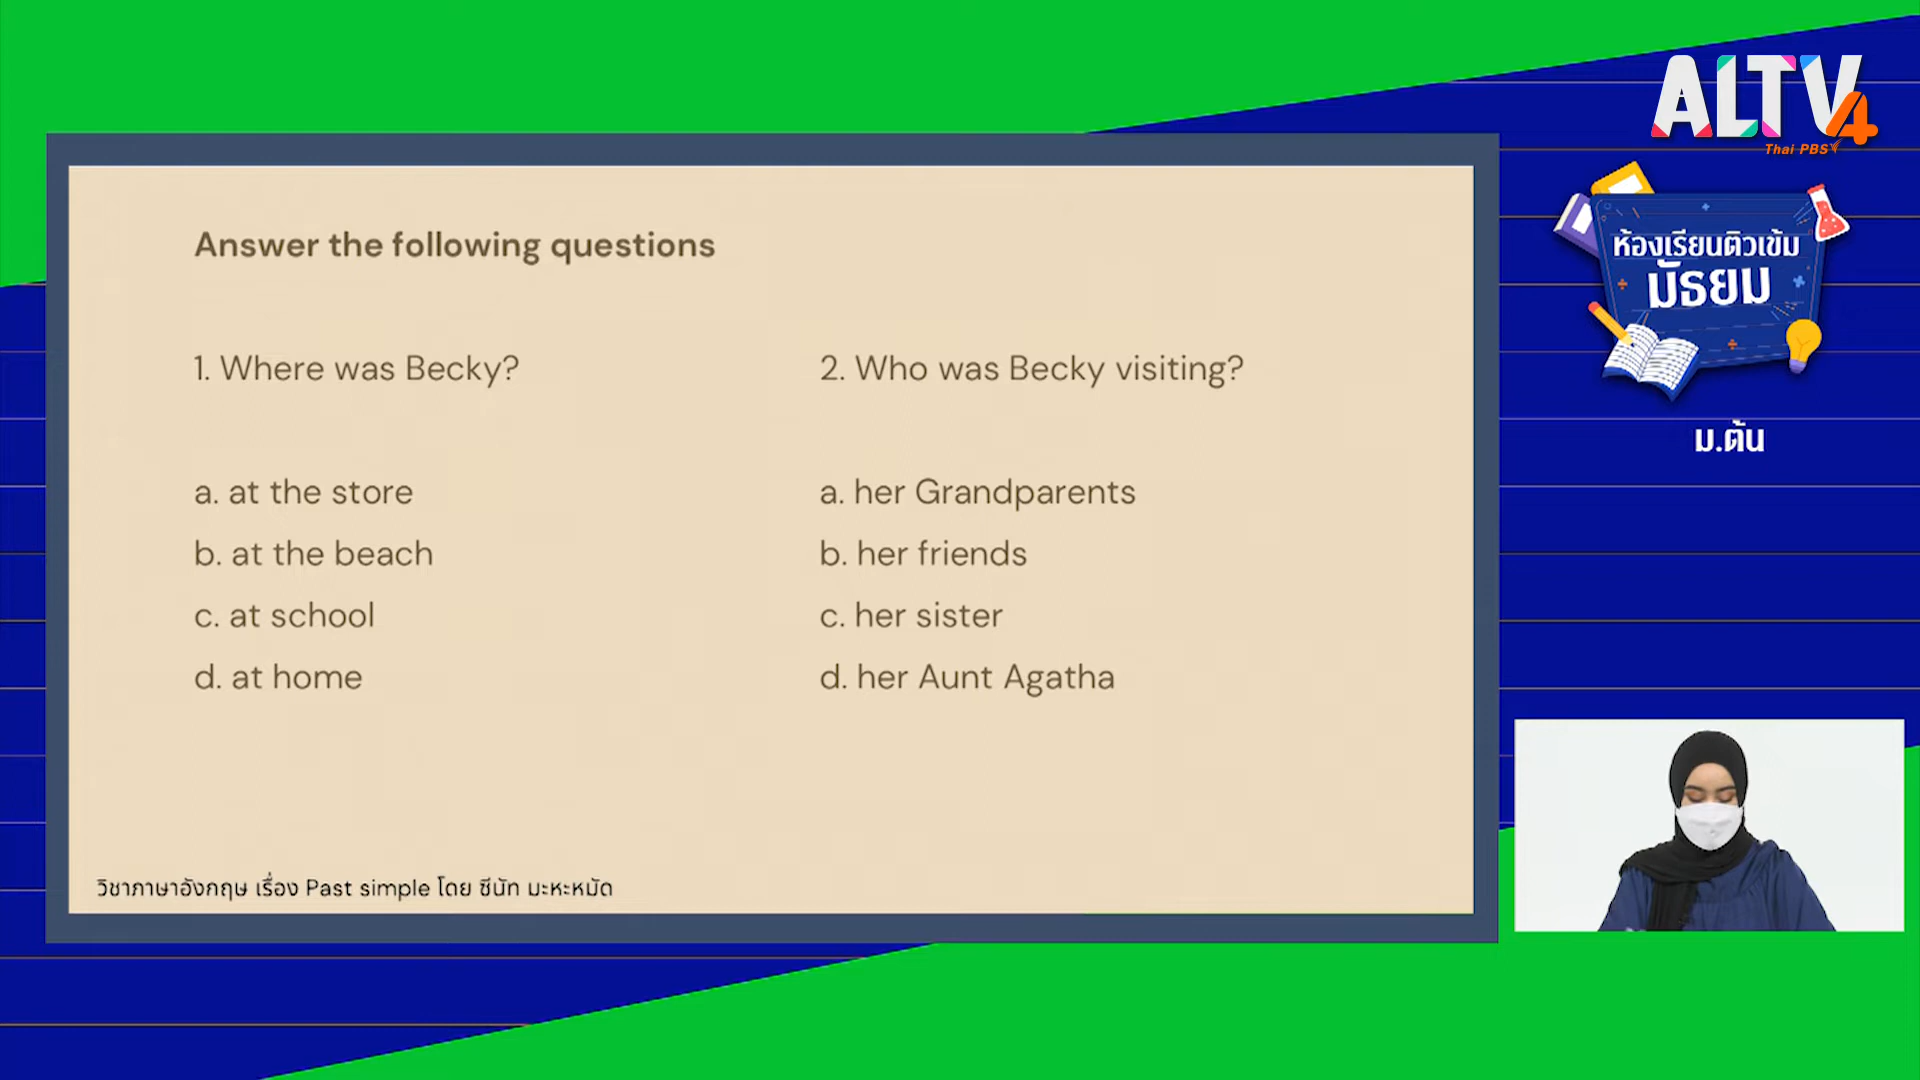 ALTV4
Thai PBS
ห้องเรียนติวเข้ม
มัธยม
ม.ต้น
Answer the following questions
1. Where was Becky?
a. at the store
b. at the beach
c. at school
d. at home
2. Who was Becky visiting?
a. her Grandparents
b. her friends
c. her sister
d. her Aunt Agatha
วิชาภาษาอังกฤษ เรื่อง Past simple โดย ซีนัท มะหะหมัด